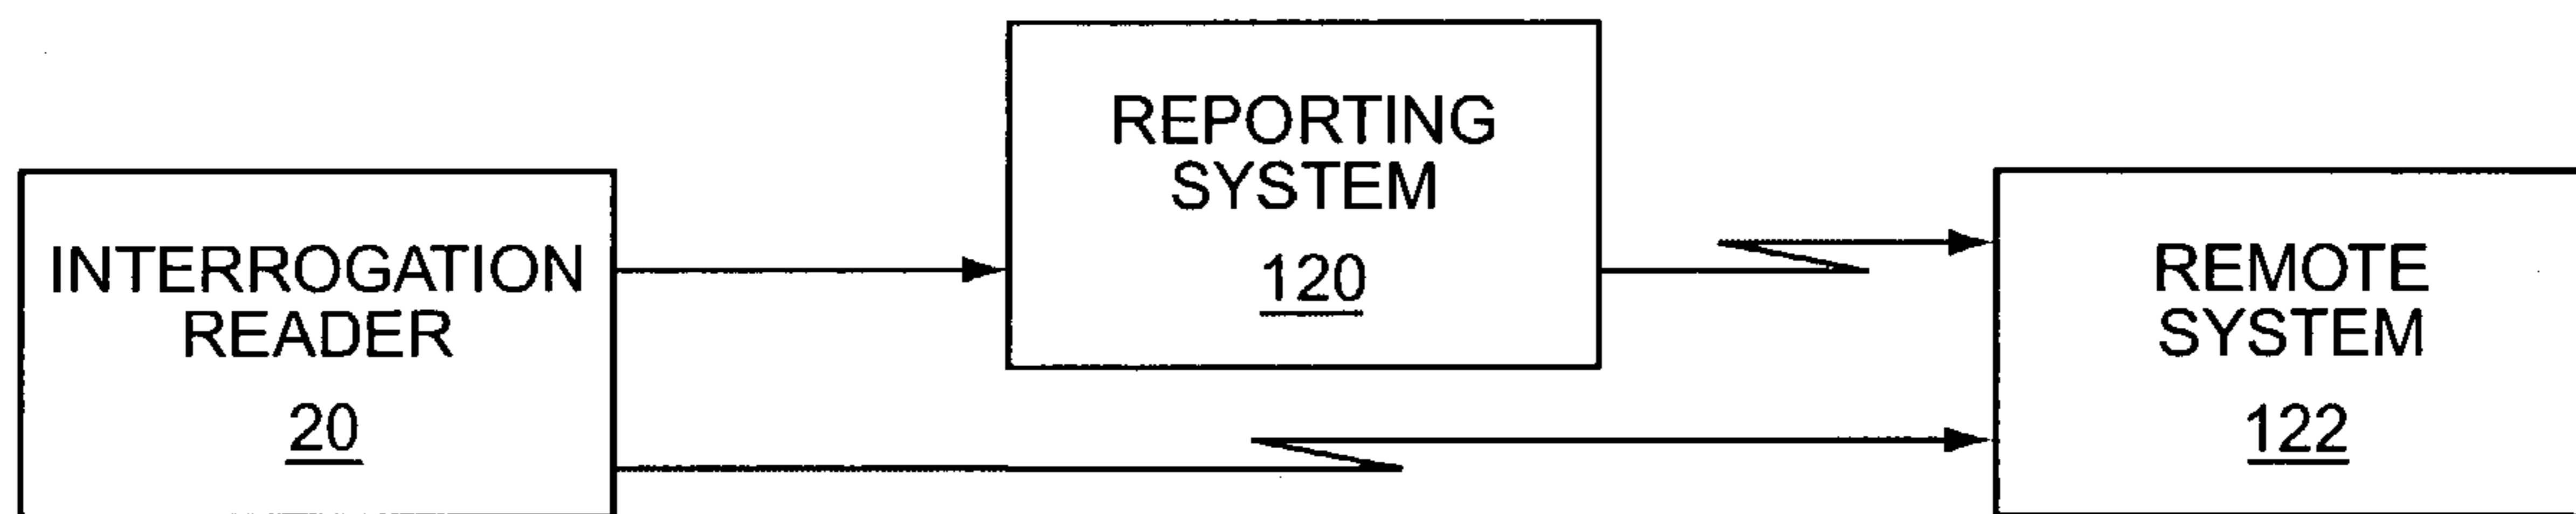 INTERROGATION
READER
20
REPORTING
SYSTEM
120
REMOTE
SYSTEM
122